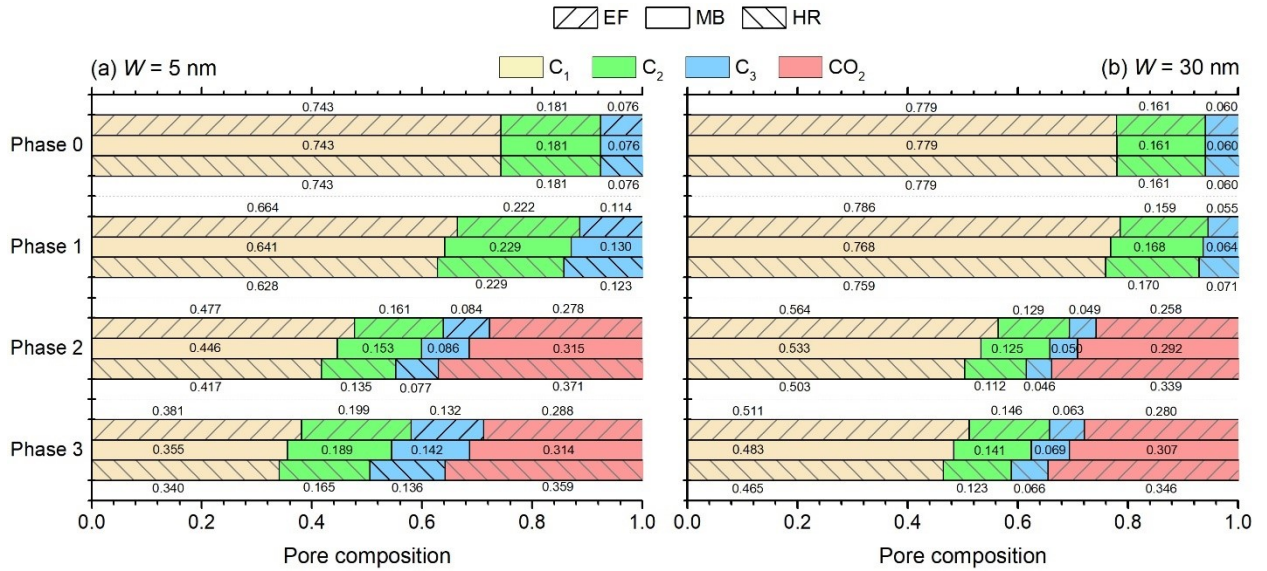 EF MB HR
(a) W = 5 nm C₁ C₂ C₃ CO₂ (b) W = 30 nm
0.743 0.181 0.076 0.779 0.161 0.060
Phase 0 0.743 0.181 0.076 0.779 0.161 0.060
0.743 0.181 0.076 0.779 0.161 0.060
0.664 0.222 0.114 0.786 0.159 0.055
Phase 1 0.641 0.229 0.130 0.768 0.168 0.064
0.628 0.229 0.123 0.759 0.170 0.071
0.477 0.161 0.084 0.278 0.564 0.129 0.049 0.258
Phase 2 0.446 0.153 0.086 0.315 0.533 0.125 0.050 0.292
0.417 0.135 0.077 0.371 0.503 0.112 0.046 0.339
0.381 0.199 0.132 0.288 0.511 0.146 0.063 0.280
Phase 3 0.355 0.189 0.142 0.314 0.483 0.141 0.069 0.307
0.340 0.165 0.136 0.359 0.465 0.123 0.066 0.346
0.0 0.2 0.4 0.6 0.8 1.0 0.0 0.2 0.4 0.6 0.8 1.0
Pore composition Pore composition